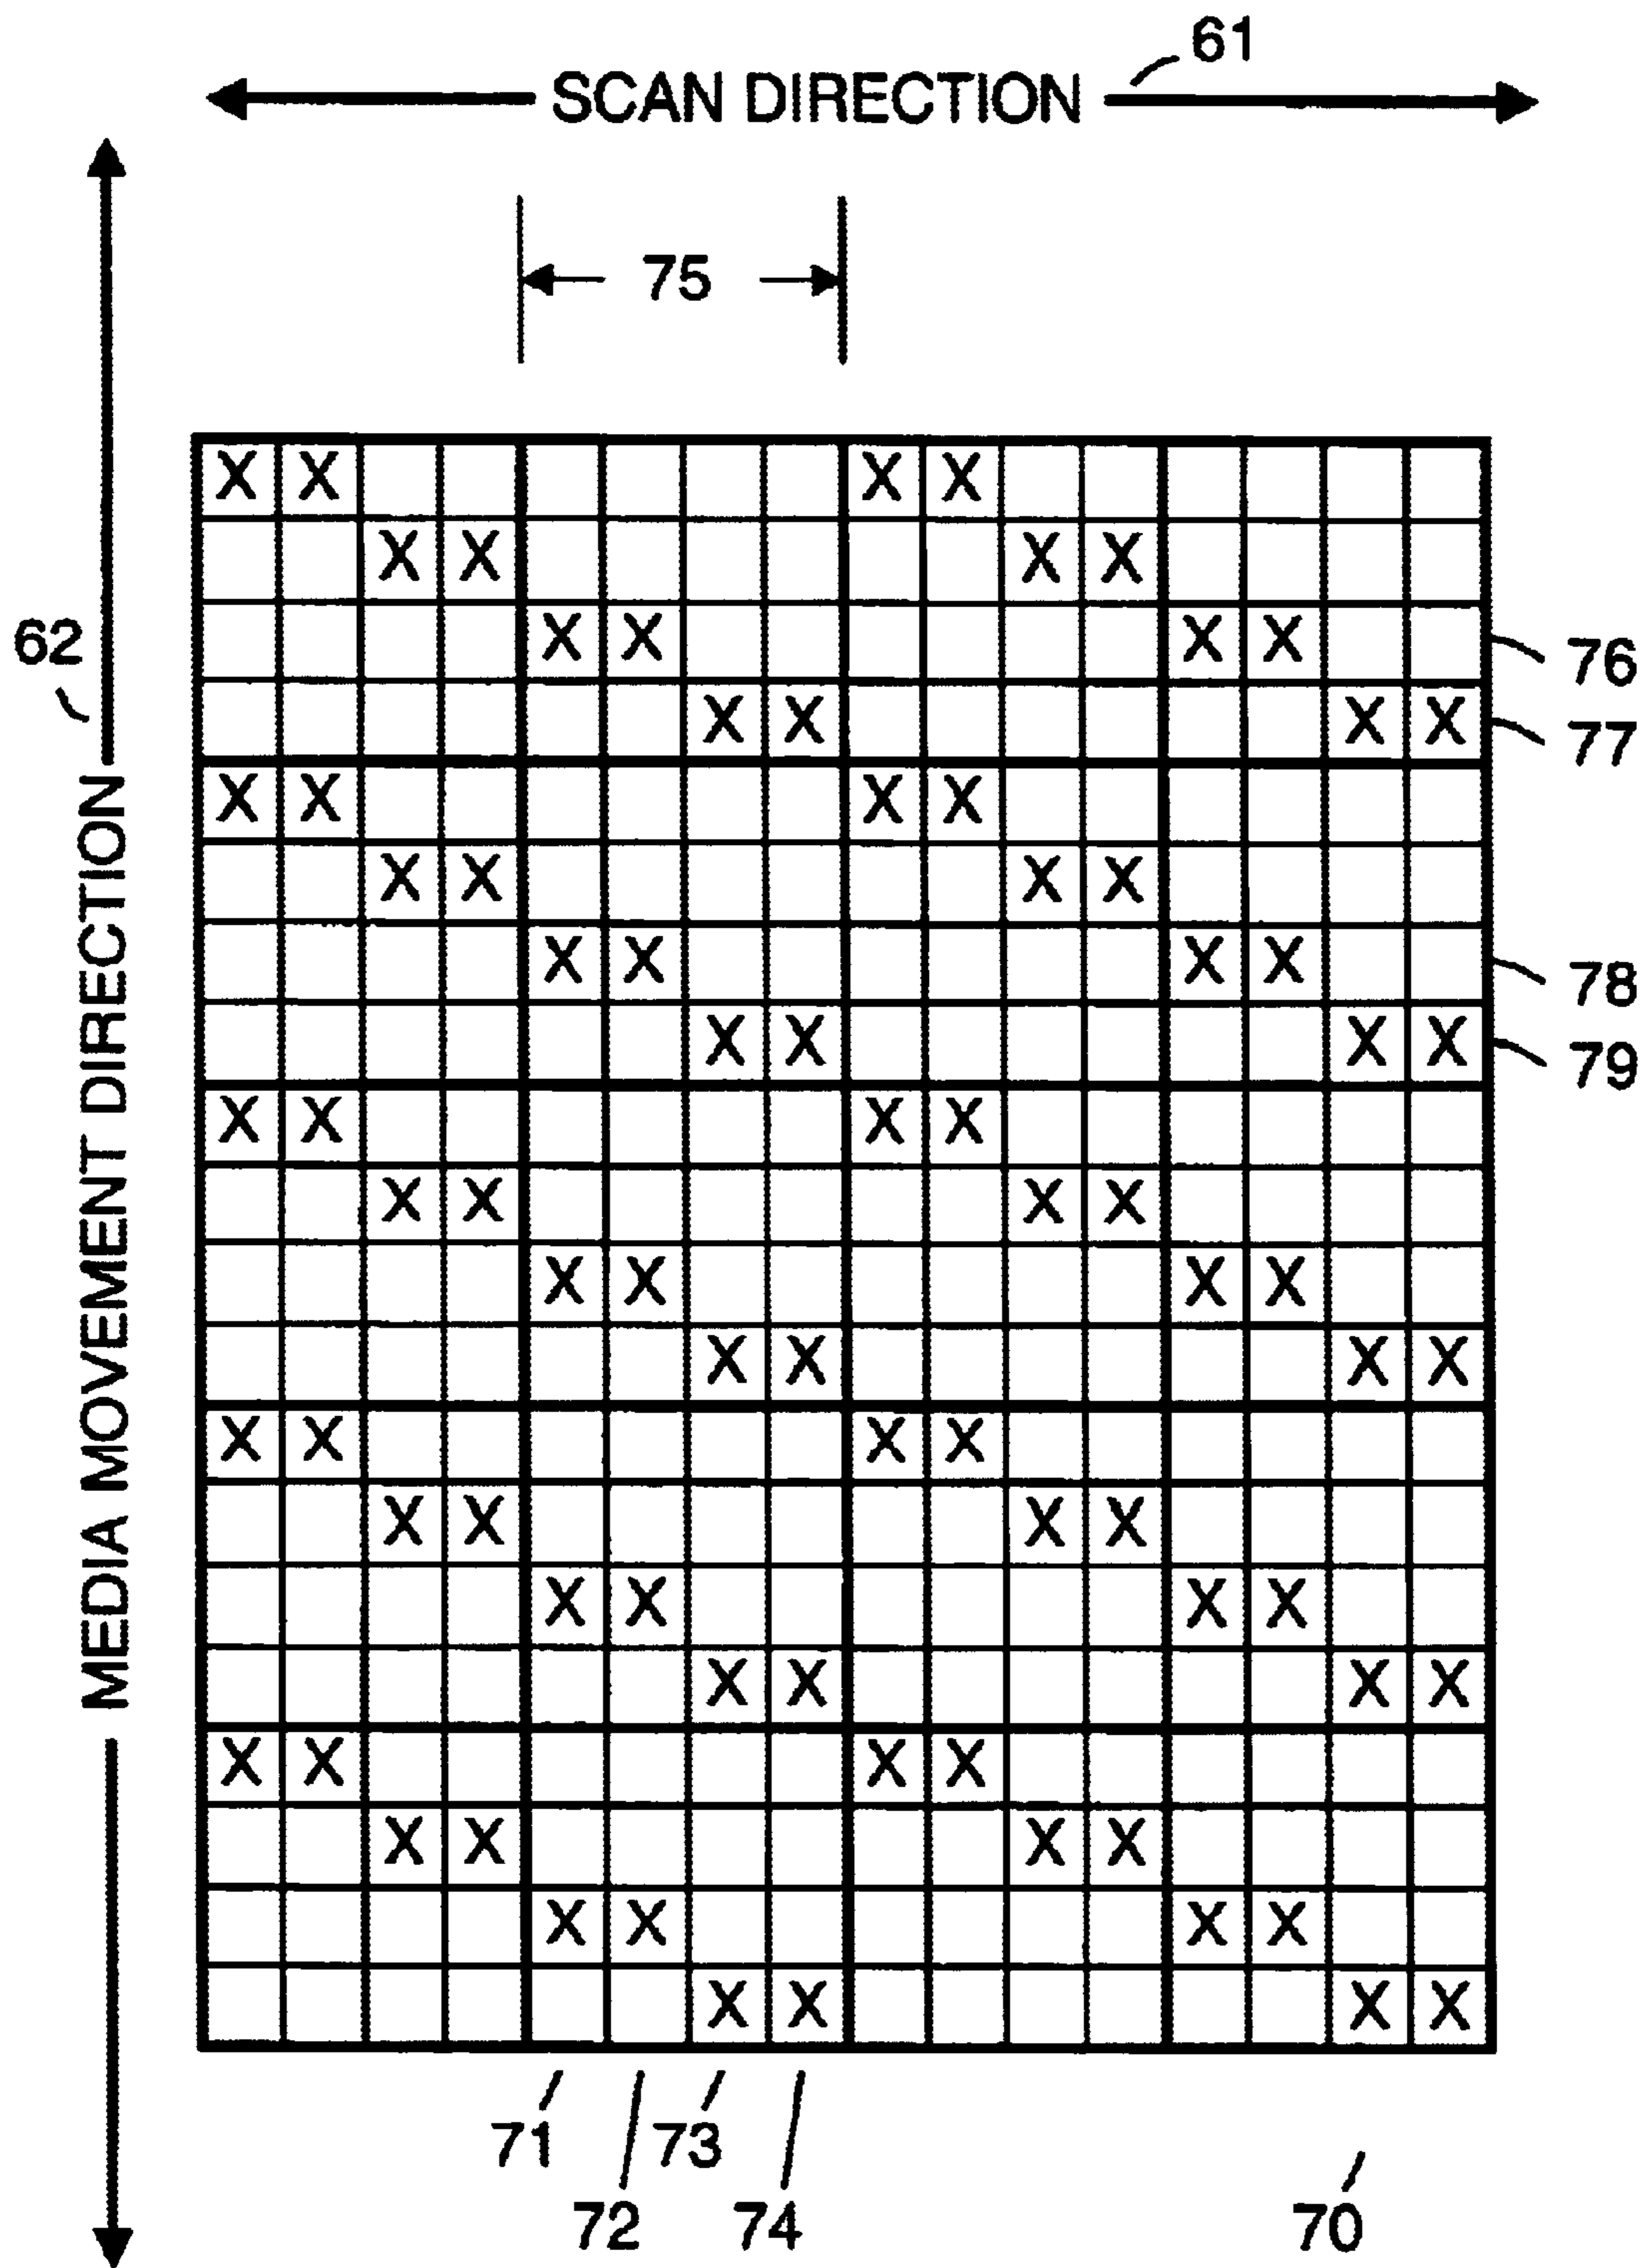 61
SCAN DIRECTION
75
62
MEDIA MOVEMENT DIRECTION
X X X X
X X X X
X X X X 76
X X X X 77
X X X X
X X X X
X X X X 78
X X X X 79
X X X X
X X X X
X X X X
X X X X
X X X X
X X X X
X X X X
X X X X
X X X X
X X X X
X X X X
X X X X
71 73
72 74 70